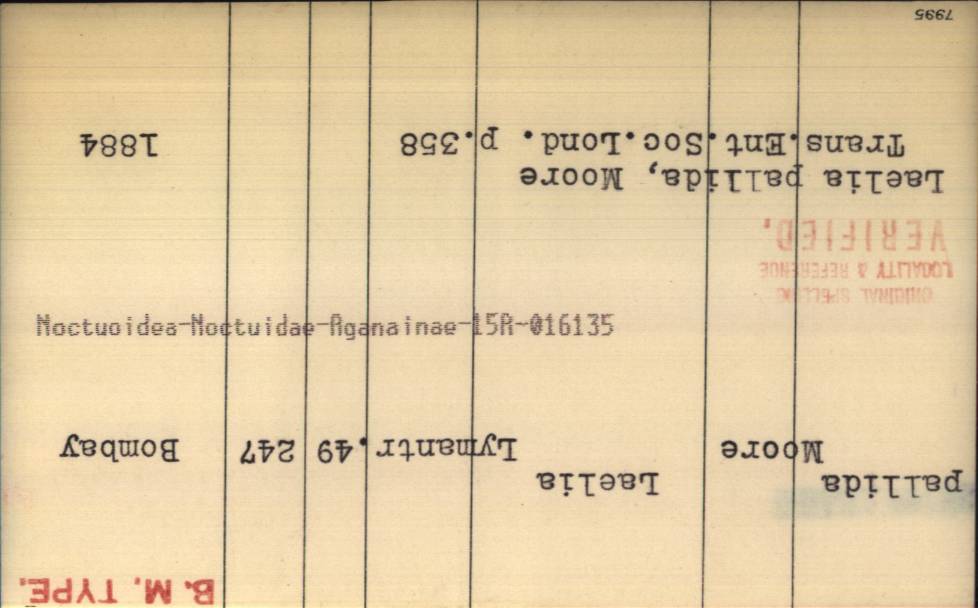 B. M. TYPE.
pallida Laelia
Moore Lymantr. 49 247 Bombay
Noctuoidea-Noctuidae-Aganainae-15R-016135
ORIGINAL SPELLING
LOCALITY & REFERENCE
VERIFIED.
Laelia pallida, Moore
Trans.Ent.Soc.Lond. p.358 1884
7995